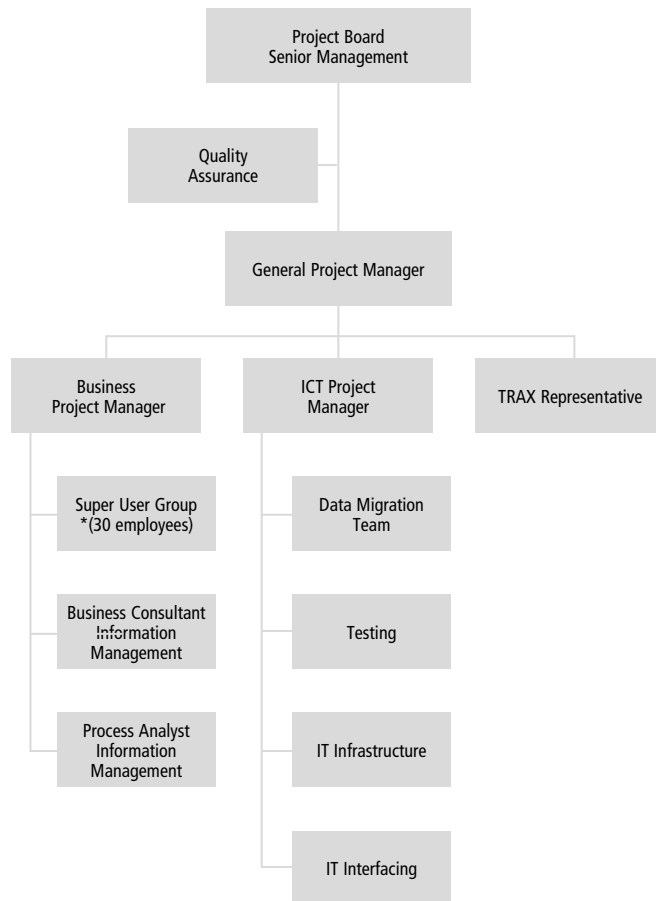 Project Board
Senior Management
Quality
Assurance
General Project Manager
Business
Project Manager
ICT Project
Manager
TRAX Representative
Super User Group
*(30 employees)
Data Migration
Team
Business Consultant
Information
Management
Testing
Process Analyst
Information
Management
IT Infrastructure
IT Interfacing